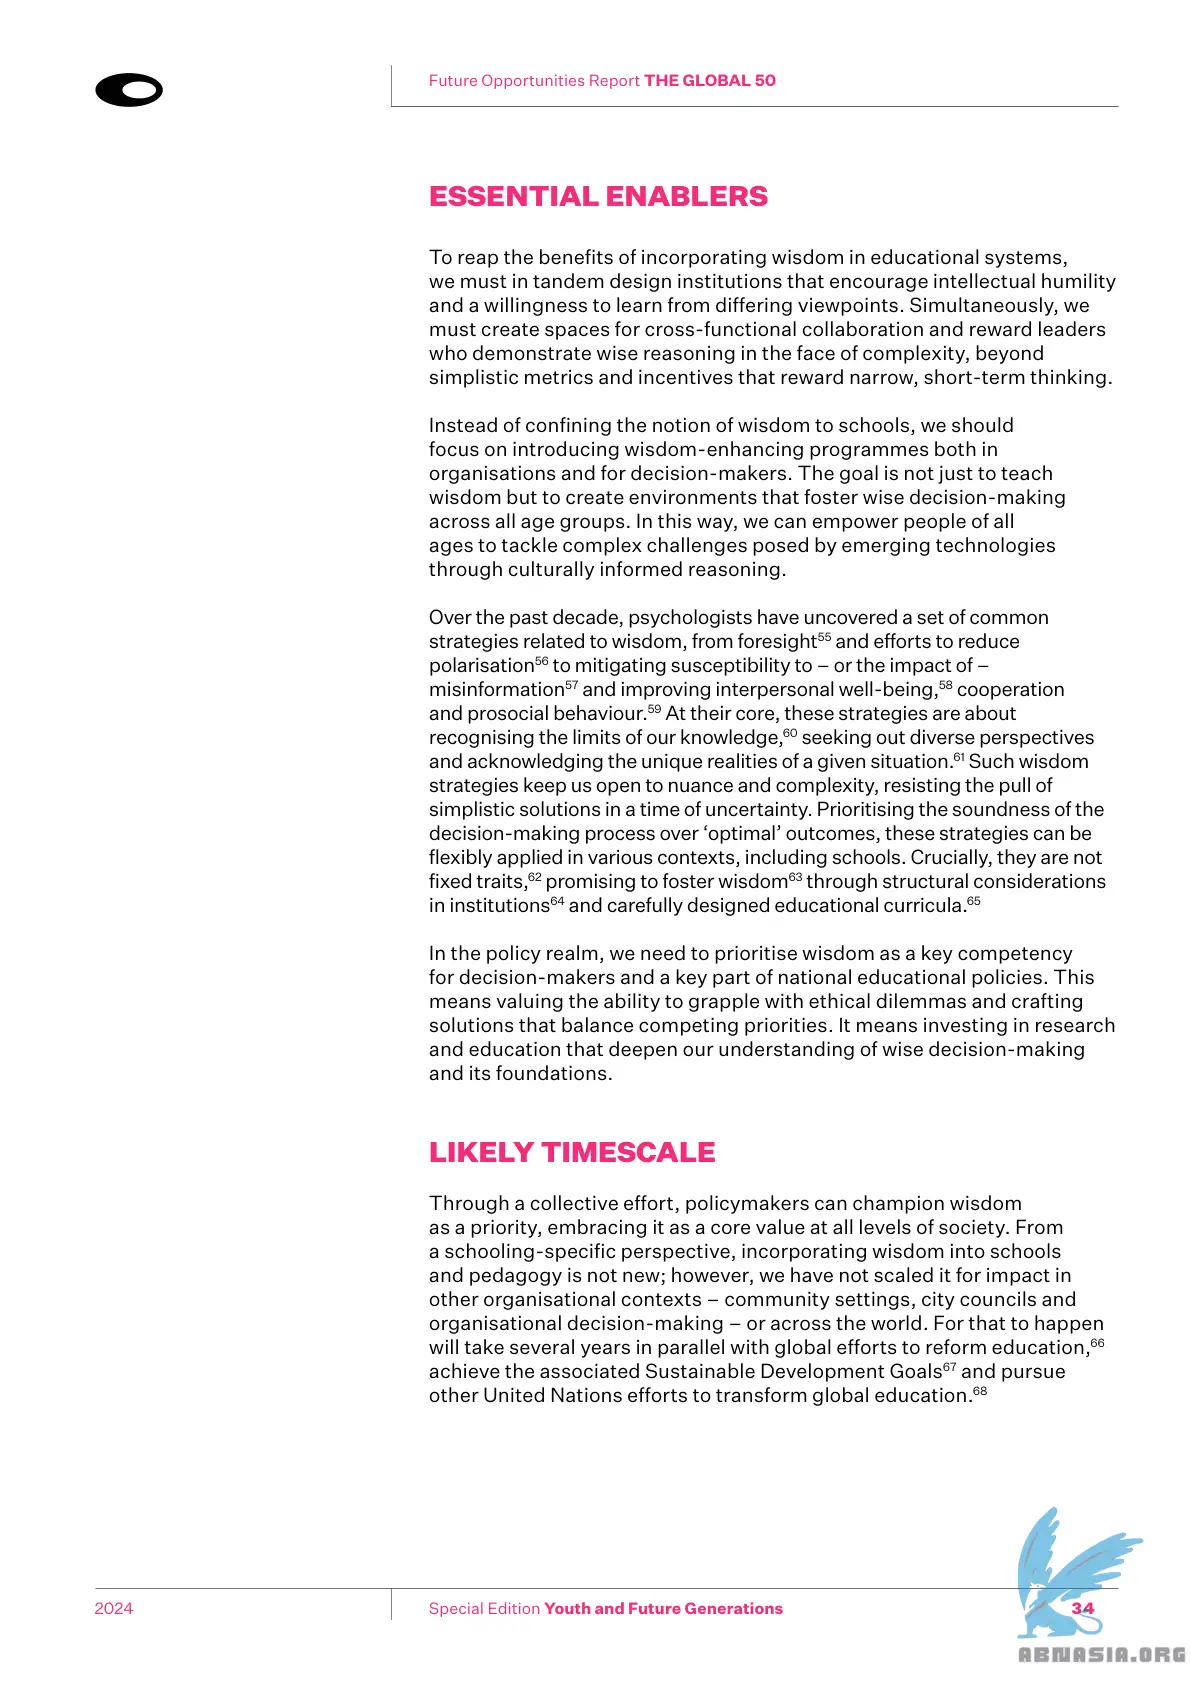 Future Opportunities Report THE GLOBAL 50
ESSENTIAL ENABLERS
To reap the benefits of incorporating wisdom in educational systems,
we must in tandem design institutions that encourage intellectual humility
and a willingness to learn from differing viewpoints. Simultaneously, we
must create spaces for cross-functional collaboration and reward leaders
who demonstrate wise reasoning in the face of complexity, beyond
simplistic metrics and incentives that reward narrow, short-term thinking.
Instead of confining the notion of wisdom to schools, we should
focus on introducing wisdom-enhancing programmes both in
organisations and for decision-makers. The goal is not just to teach
wisdom but to create environments that foster wise decision-making
across all age groups. In this way, we can empower people of all
ages to tackle complex challenges posed by emerging technologies
through culturally informed reasoning.
Over the past decade, psychologists have uncovered a set of common
strategies related to wisdom, from foresight⁵⁵ and efforts to reduce
polarisation⁵⁶ to mitigating susceptibility to – or the impact of –
misinformation⁵⁷ and improving interpersonal well-being,⁵⁸ cooperation
and prosocial behaviour.⁵⁹ At their core, these strategies are about
recognising the limits of our knowledge,⁶⁰ seeking out diverse perspectives
and acknowledging the unique realities of a given situation.⁶¹ Such wisdom
strategies keep us open to nuance and complexity, resisting the pull of
simplistic solutions in a time of uncertainty. Prioritising the soundness of the
decision-making process over ‘optimal’ outcomes, these strategies can be
flexibly applied in various contexts, including schools. Crucially, they are not
fixed traits,⁶² promising to foster wisdom⁶³ through structural considerations
in institutions⁶⁴ and carefully designed educational curricula.⁶⁵
In the policy realm, we need to prioritise wisdom as a key competency
for decision-makers and a key part of national educational policies. This
means valuing the ability to grapple with ethical dilemmas and crafting
solutions that balance competing priorities. It means investing in research
and education that deepen our understanding of wise decision-making
and its foundations.
LIKELY TIMESCALE
Through a collective effort, policymakers can champion wisdom
as a priority, embracing it as a core value at all levels of society. From
a schooling-specific perspective, incorporating wisdom into schools
and pedagogy is not new; however, we have not scaled it for impact in
other organisational contexts – community settings, city councils and
organisational decision-making – or across the world. For that to happen
will take several years in parallel with global efforts to reform education,⁶⁶
achieve the associated Sustainable Development Goals⁶⁷ and pursue
other United Nations efforts to transform global education.⁶⁸
2024
Special Edition Youth and Future Generations
34
ABNASIA.ORG